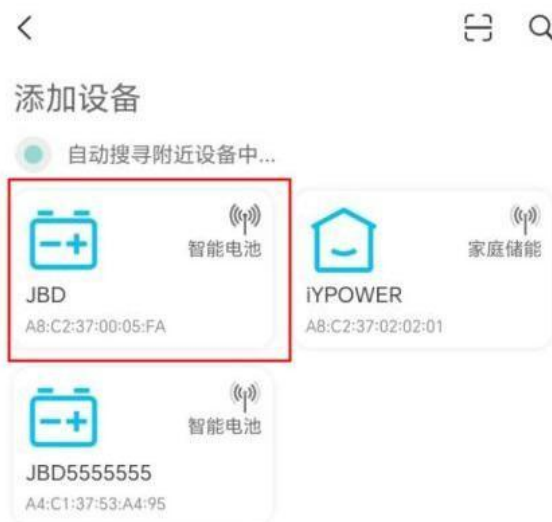 添加设备
自动搜寻附近设备中...
智能电池
JBD
A8:C2:37:00:05:FA
家庭储能
iYPOWER
A8:C2:37:02:02:01
智能电池
JBD5555555
A4:C1:37:53:A4:95